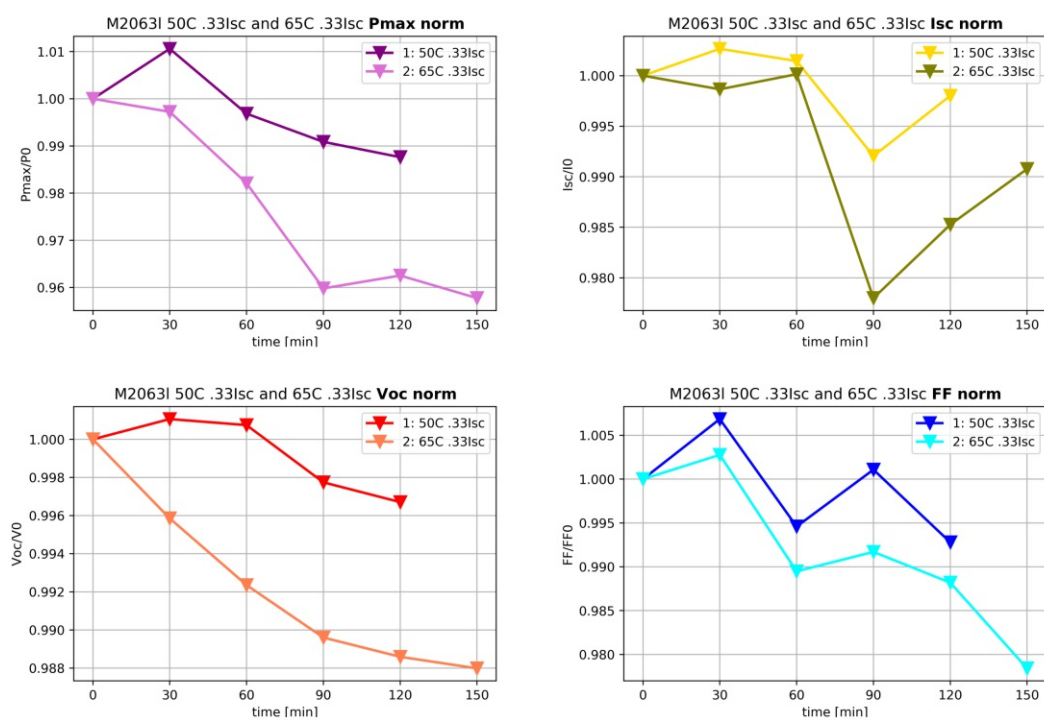 M2063I 50C .33Isc and 65C .33Isc Pmax norm
1.01
1.00
0.99
0.98
0.97
0.96
Pmax/P0
1: 50C .33Isc
2: 65C .33Isc
0 30 60 90 120 150
time [min]
M2063I 50C .33Isc and 65C .33Isc Isc norm
1.000
0.995
0.990
0.985
0.980
Isc/I0
1: 50C .33Isc
2: 65C .33Isc
0 30 60 90 120 150
time [min]
M2063I 50C .33Isc and 65C .33Isc Voc norm
1.000
0.998
0.996
0.994
0.992
0.990
0.988
Voc/V0
1: 50C .33Isc
2: 65C .33Isc
0 30 60 90 120 150
time [min]
M2063I 50C .33Isc and 65C .33Isc FF norm
1.005
1.000
0.995
0.990
0.985
0.980
FF/FF0
1: 50C .33Isc
2: 65C .33Isc
0 30 60 90 120 150
time [min]